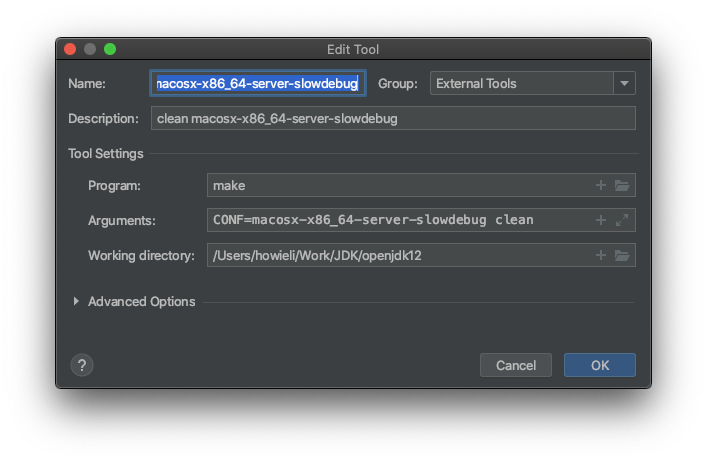 Edit Tool
Name: macosx-x86_64-server-slowdebug Group: External Tools
Description: clean macosx-x86_64-server-slowdebug
Tool Settings
Program: make
Arguments: CONF=macosx-x86_64-server-slowdebug clean
Working directory: /Users/howieli/Work/JDK/openjdk12
Advanced Options
? Cancel OK